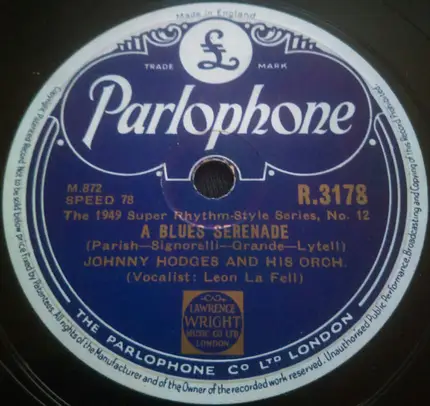 Made in England
£
TRADE MARK
Parlophone
M.872
SPEED 78
R.3178
The 1949 Super Rhythm-Style Series, No. 12
A BLUES SERENADE
(Parish—Signorelli—Grande—Lytell)
JOHNNY HODGES AND HIS ORCH.
(Vocalist: Leon La Fell)
LAWRENCE
WRIGHT
MUSIC CO LTD
LONDON
THE PARLOPHONE CO LTD LONDON
All rights of the Manufacturer and of the Owner of the recorded work reserved. Unauthorised Public Performance, Broadcasting and Copying of this Record Prohibited.